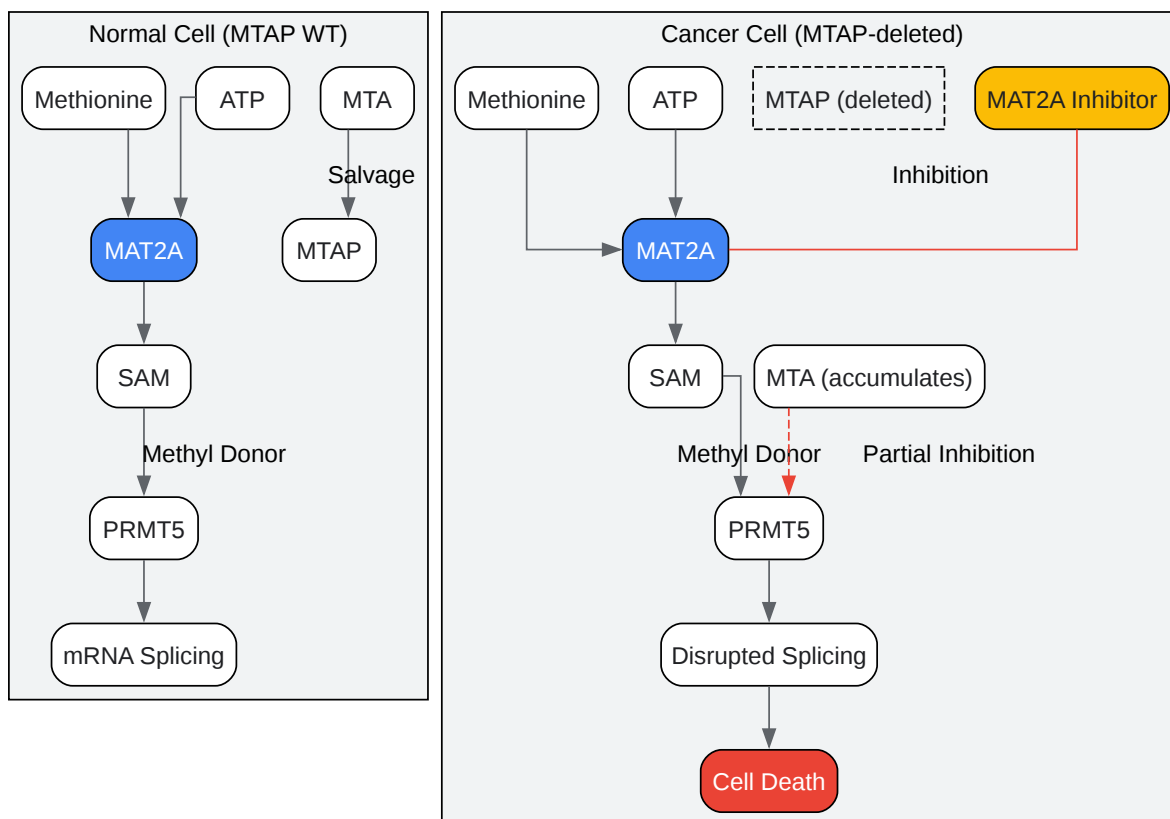 Normal Cell (MTAP WT)
Methionine
ATP
MTA
Salvage
MAT2A
MTAP
SAM
Methyl Donor
PRMT5
mRNA Splicing
Cancer Cell (MTAP-deleted)
Methionine
ATP
MTAP (deleted)
MAT2A Inhibitor
Inhibition
MAT2A
SAM
MTA (accumulates)
Methyl Donor
Partial Inhibition
PRMT5
Disrupted Splicing
Cell Death